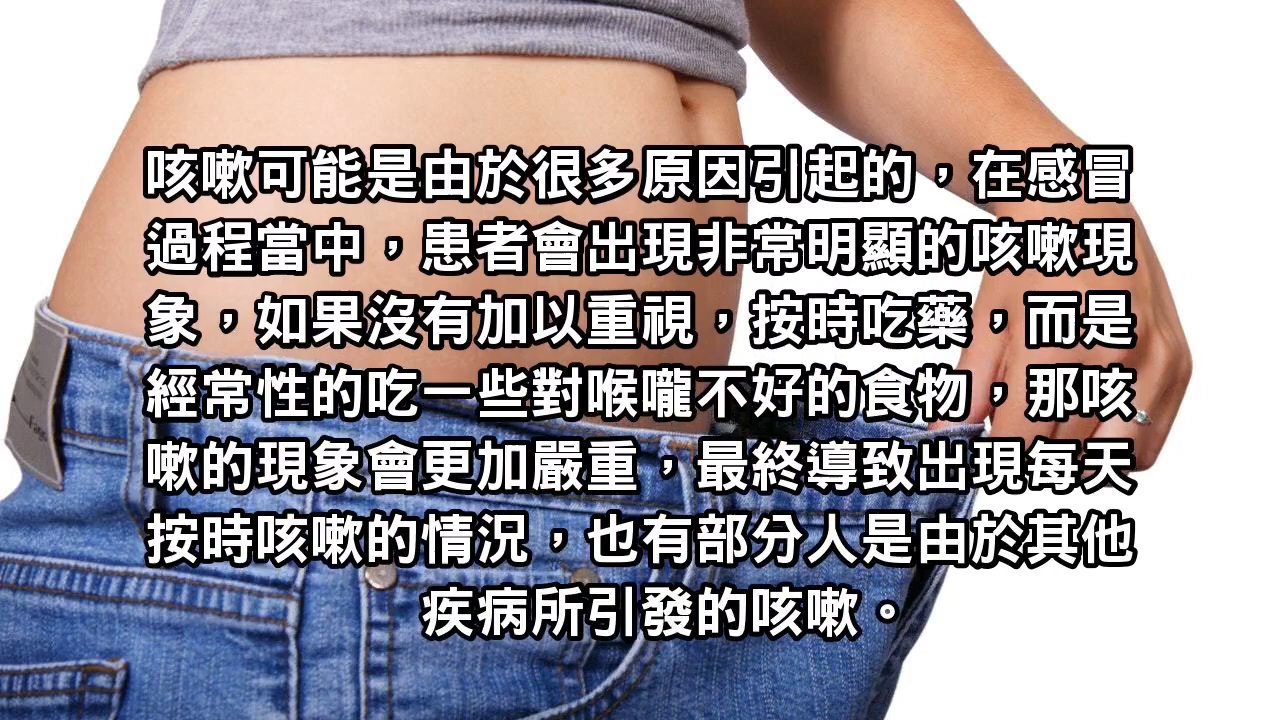 咳嗽可能是由於很多原因引起的，在感冒
過程當中，患者會出現非常明顯的咳嗽現
象，如果沒有加以重視，按時吃藥，而是
經常性的吃一些對喉嚨不好的食物，那咳
嗽的現象會更加嚴重，最終導致出現每天
按時咳嗽的情況，也有部分人是由於其他
疾病所引發的咳嗽。